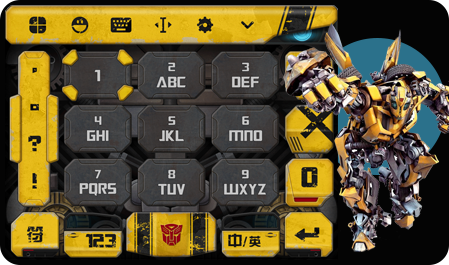 1
2
ABC
3
DEF
4
GHI
5
JKL
6
MNO
7
PQRS
8
TUV
9
WXYZ
,
。
?
!
0
符
123
中/英